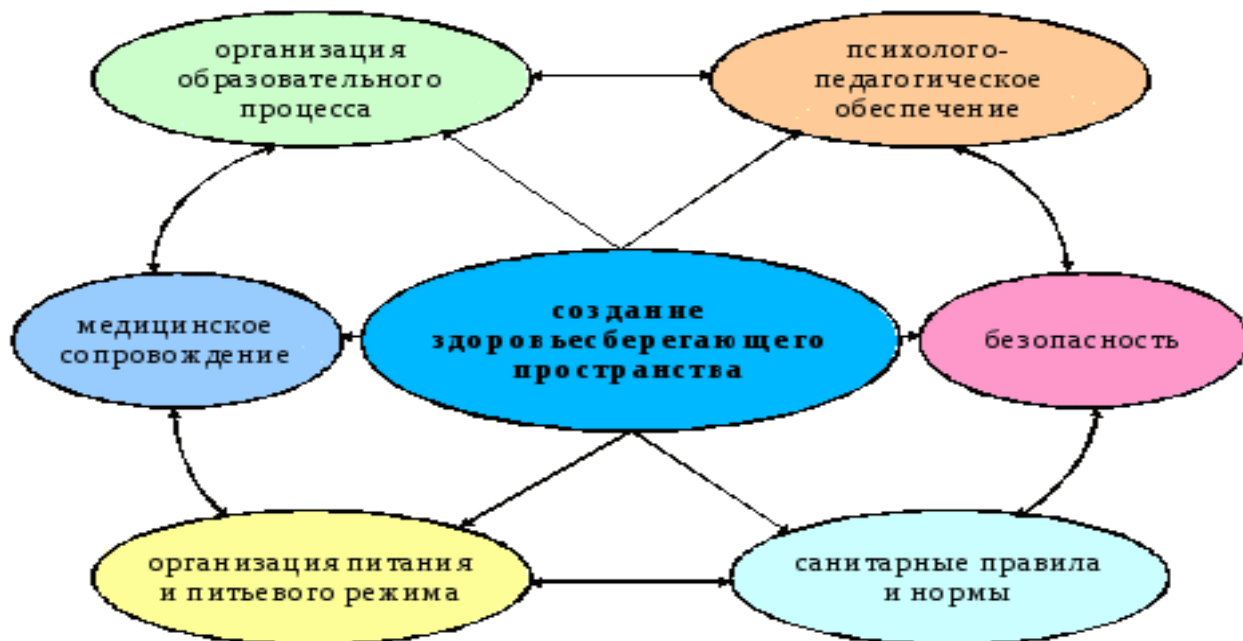 организация
образовательного
процесса
психолого-
педагогическое
обеспечение
медицинское
сопровождение
создание
здоровьесберегающего
пространства
безопасность
организация питания
и питьевого режима
санитарные правила
и нормы